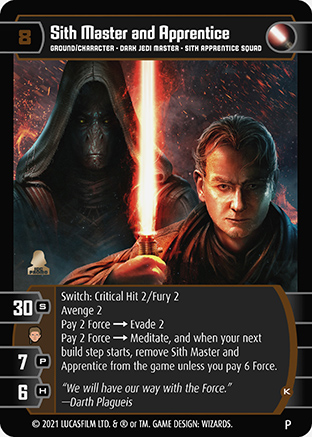 8
Sith Master and Apprentice
GROUND/CHARACTER - DARK JEDI MASTER - SITH APPRENTICE SQUAD
30 S
7 P
6 H
Switch: Critical Hit 2/Fury 2
Avenge 2
Pay 2 Force → Evade 2
Pay 2 Force → Meditate, and when your
next build step starts, remove Sith Master and
Apprentice from the game unless you pay 6 Force.
“We will have our way with the Force.”
—Darth Plagueis
K
© 2021 LUCASFILM LTD. & ® or TM. GAME DESIGN: WIZARDS.
P